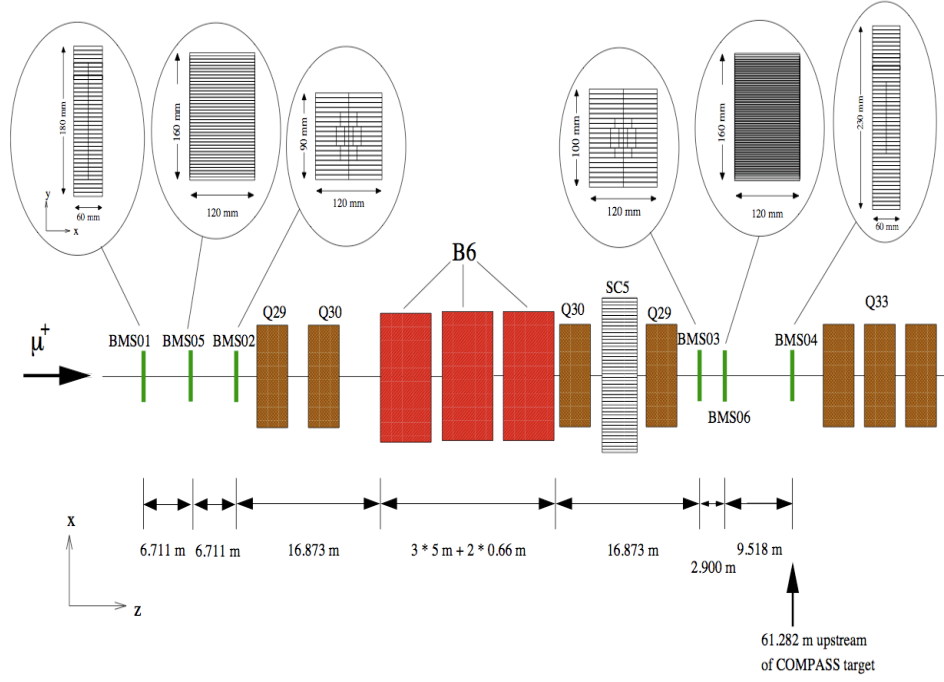 180 mm
60 mm
y
x
160 mm
120 mm
90 mm
120 mm
100 mm
120 mm
160 mm
120 mm
230 mm
60 mm
B6
SC5
Q29
Q30
Q30
Q29
Q33
μ+
BMS01
BMS05
BMS02
BMS03
BMS04
BMS06
x
z
6.711 m
6.711 m
16.873 m
3 * 5 m + 2 * 0.66 m
16.873 m
2.900 m
9.518 m
61.282 m upstream
of COMPASS target